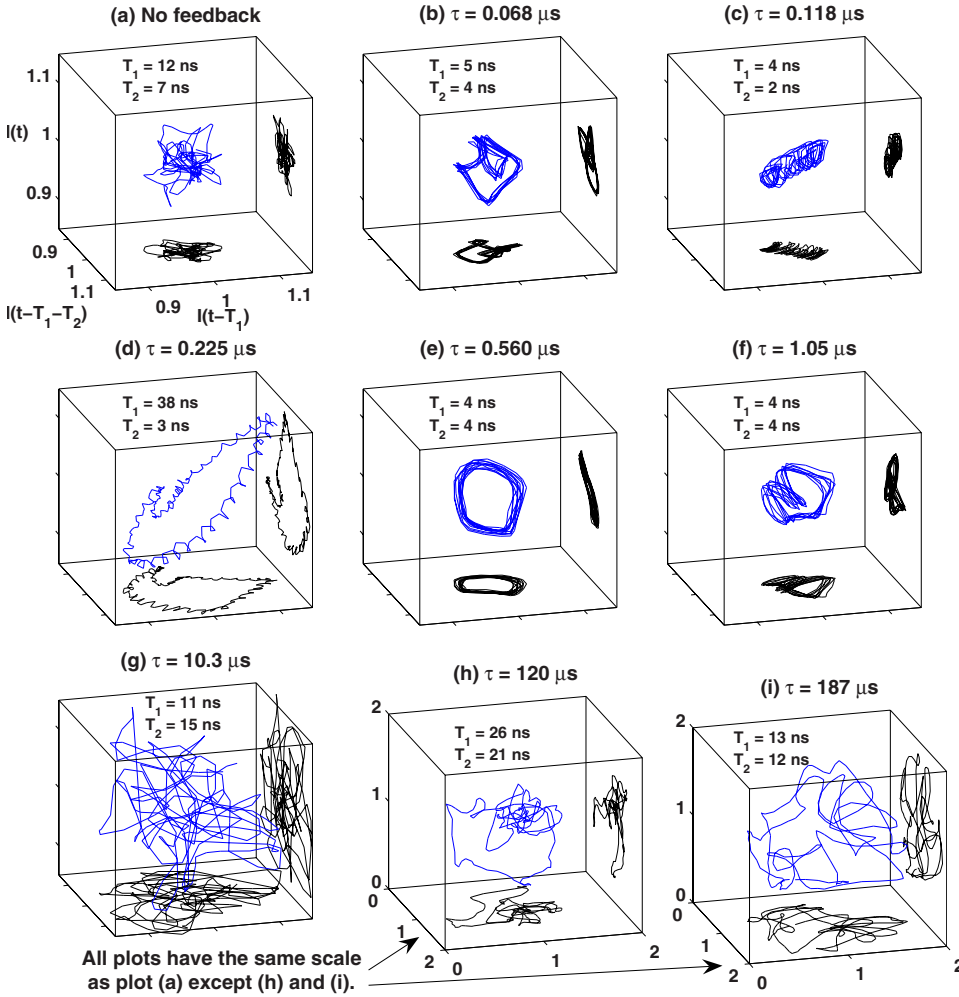 (a) No feedback
T₁ = 12 ns
T₂ = 7 ns
1.1
I(t)
1
0.9
0.9
1
1.1
I(t−T₁−T₂)
0.9
1
1.1
I(t−T₁)
(b) τ = 0.068 μs
T₁ = 5 ns
T₂ = 4 ns
(c) τ = 0.118 μs
T₁ = 4 ns
T₂ = 2 ns
(d) τ = 0.225 μs
T₁ = 38 ns
T₂ = 3 ns
(e) τ = 0.560 μs
T₁ = 4 ns
T₂ = 4 ns
(f) τ = 1.05 μs
T₁ = 4 ns
T₂ = 4 ns
(g) τ = 10.3 μs
T₁ = 11 ns
T₂ = 15 ns
(h) τ = 120 μs
T₁ = 26 ns
T₂ = 21 ns
2
1
0
0
1
2
0
1
2
(i) τ = 187 μs
T₁ = 13 ns
T₂ = 12 ns
2
1
0
0
1
2
0
1
2
All plots have the same scale
as plot (a) except (h) and (i).